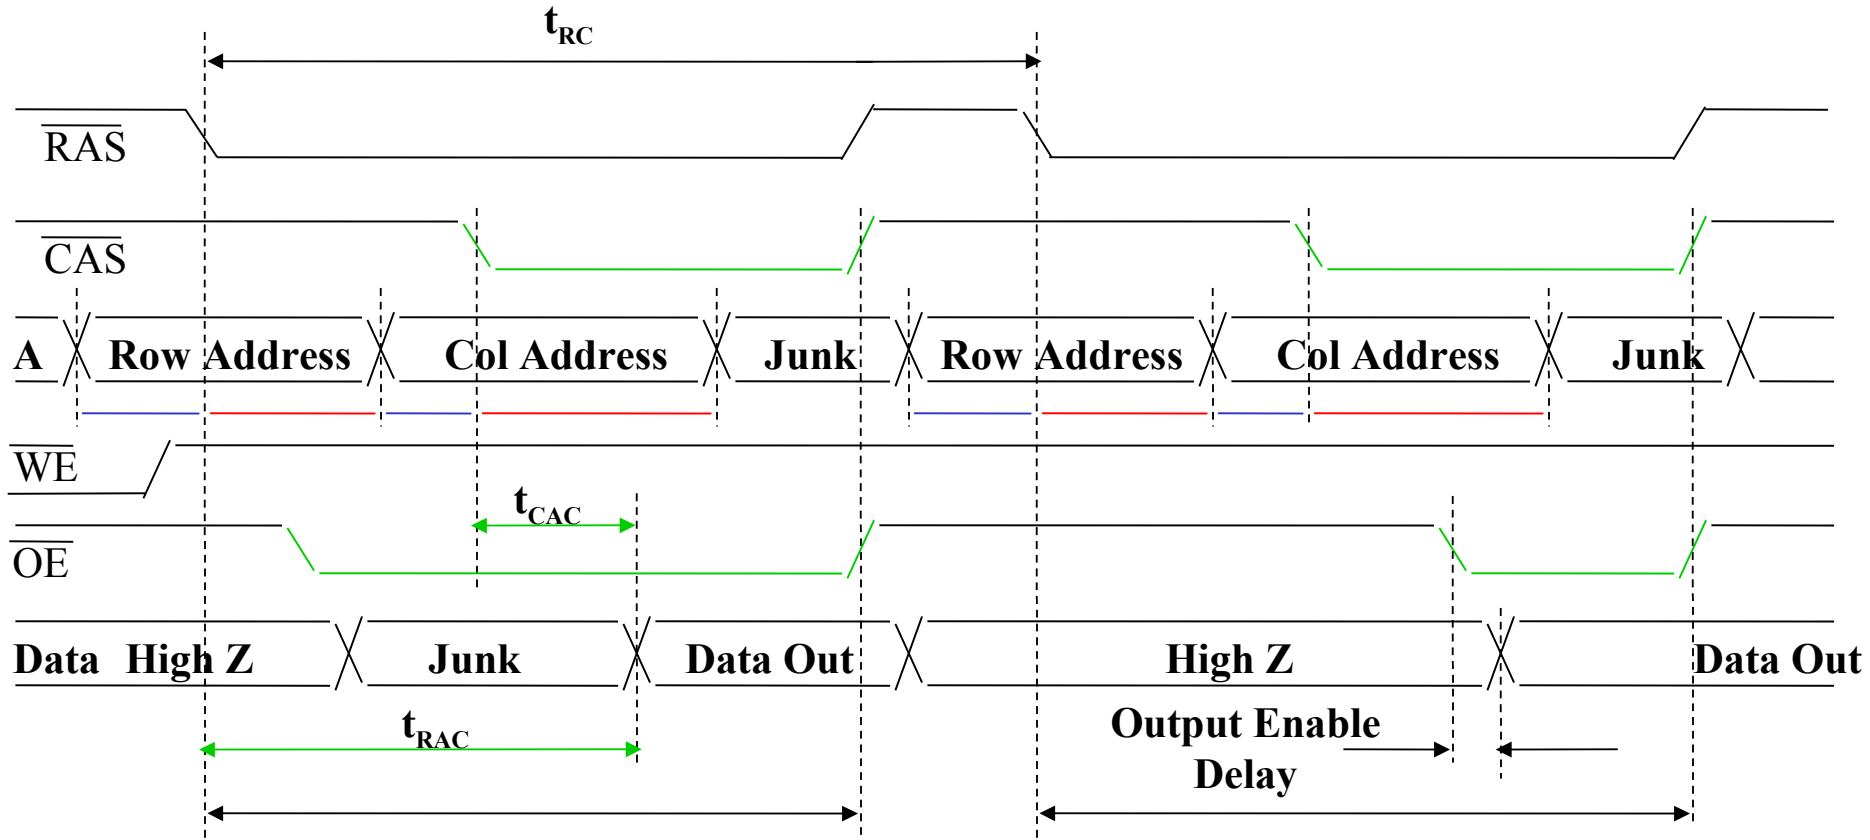 tRC
RAS
CAS
A Row Address Col Address Junk Row Address Col Address Junk
WE
tCAC
OE
Data High Z Junk Data Out High Z Data Out
tRAC
Output Enable
Delay